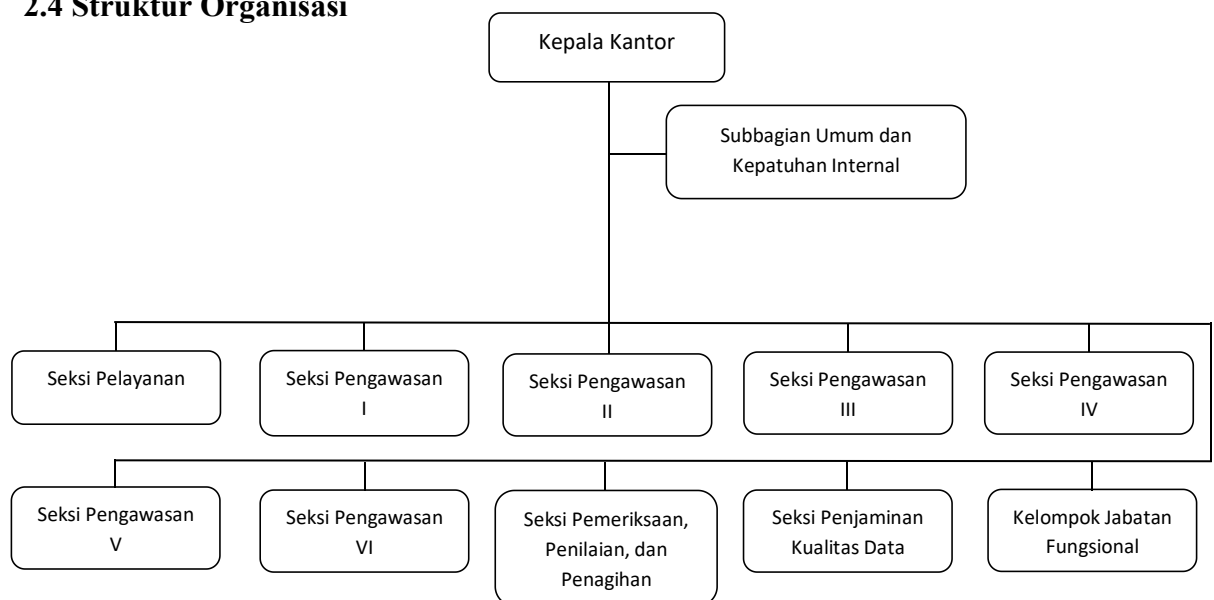 2.4 Struktur Organisasi
Kepala Kantor
Subbagian Umum dan
Kepatuhan Internal
Seksi Pelayanan
Seksi Pengawasan
I
Seksi Pengawasan
II
Seksi Pengawasan
III
Seksi Pengawasan
IV
Seksi Pengawasan
V
Seksi Pengawasan
VI
Seksi Pemeriksaan,
Penilaian, dan
Penagihan
Seksi Penjaminan
Kualitas Data
Kelompok Jabatan
Fungsional